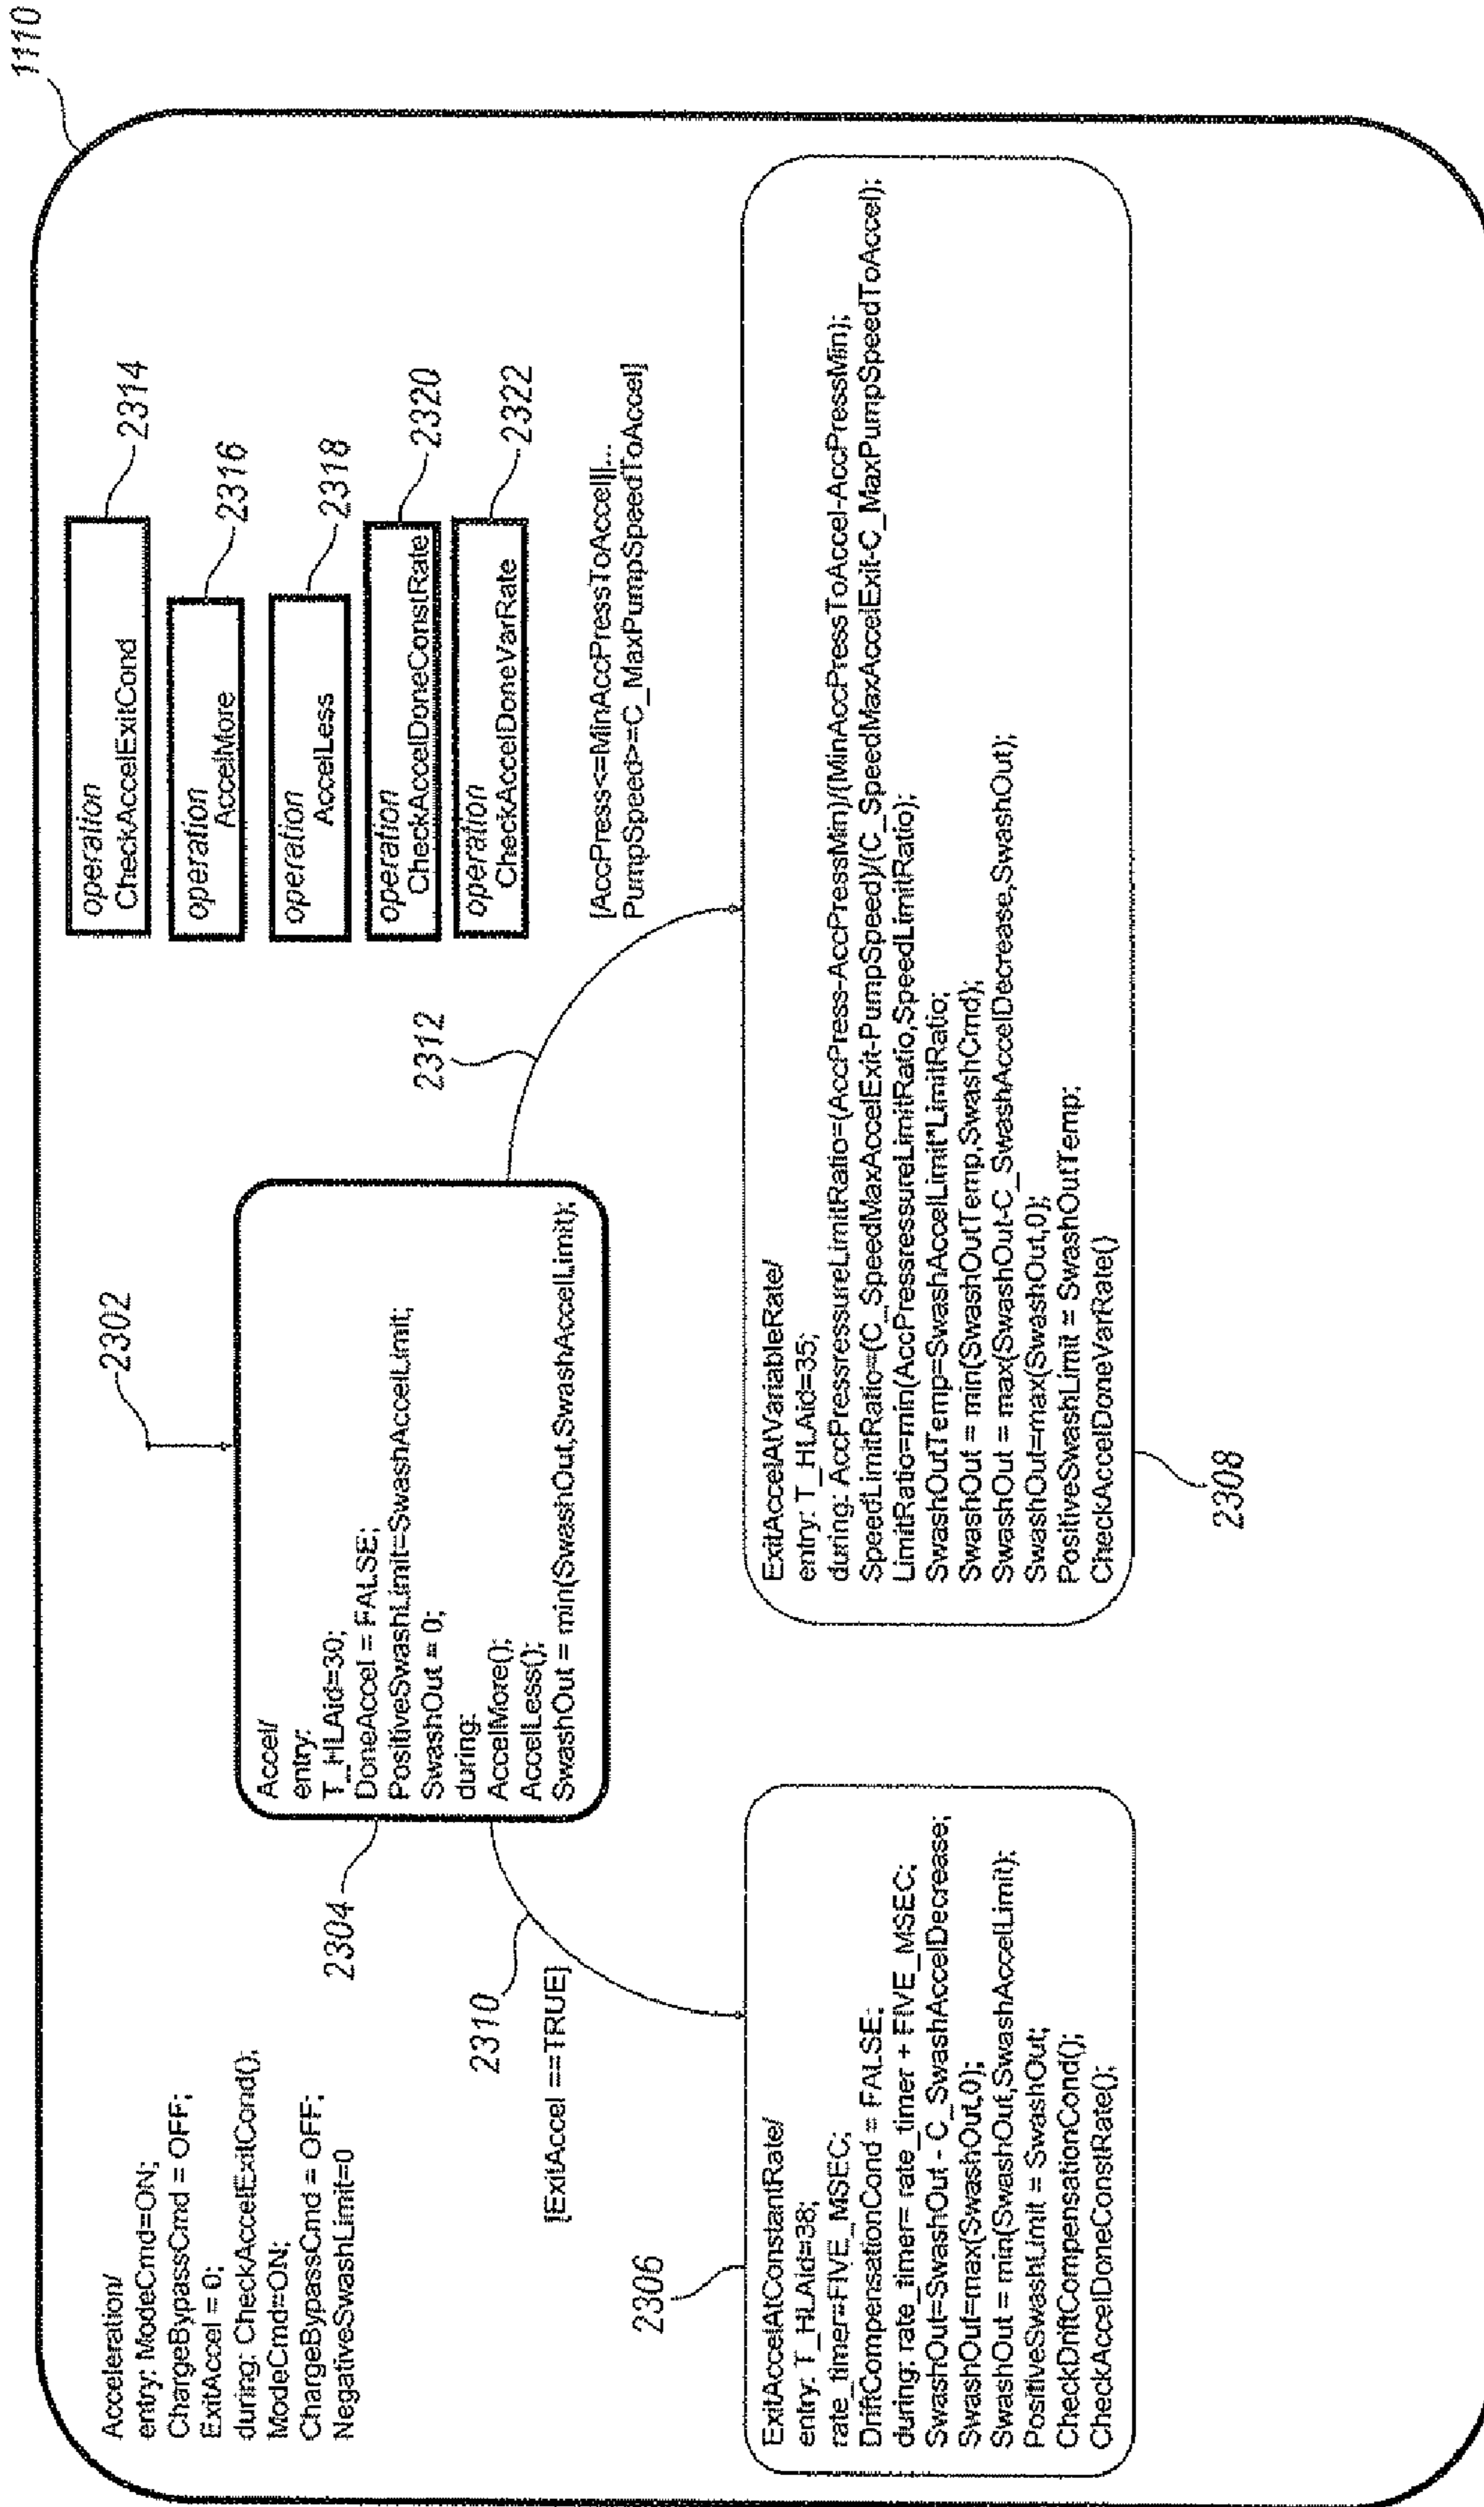 1110
Acceleration/
entry: ModeCmd=ON;
ChargeBypassCmd = OFF;
ExitAccel = 0;
during: CheckAccelExitCond();
ModeCmd=ON;
ChargeBypassCmd = OFF;
NegativeSwashLimit=0
2302
operation
CheckAccelExitCond
2314
operation
AccelMore
2316
operation
AccelLess
2318
operation
CheckAccelDoneConstRate
2320
operation
CheckAccelDoneVarRate
2322
2304
Accel/
entry:
T_HLAid=30;
DoneAccel = FALSE;
PositiveSwashLimit=SwashAccelLimit;
SwashOut = 0;
during:
AccelMore();
AccelLess();
SwashOut = min(SwashOut,SwashAccelLimit);
2310
[ExitAccel ==TRUE]
2312
[AccPress<=MinAccPressToAccel||...
PumpSpeed>=C_MaxPumpSpeedToAccel]
2306
ExitAccelAtConstantRate/
entry: T_HLAid=38;
rate_timer=FIVE_MSEC;
DriftCompensationCond = FALSE;
during: rate_timer= rate_timer + FIVE_MSEC;
SwashOut=SwashOut - C_SwashAccelDecrease;
SwashOut=max(SwashOut,0);
SwashOut = min(SwashOut,SwashAccelLimit);
PositiveSwashLimit = SwashOut;
CheckDriftCompensationCond();
CheckAccelDoneConstRate();
ExitAccelAtVariableRate/
entry: T_HLAid=35;
during: AccPressureLimitRatio=(AccPress-AccPressMin)/(MinAccPressToAccel-AccPressMin);
SpeedLimitRatio=(C_SpeedMaxAccelExit-PumpSpeed)/(C_SpeedMaxAccelExit-C_MaxPumpSpeedToAccel);
LimitRatio=min(AccPressureLimitRatio,SpeedLimitRatio);
SwashOutTemp=SwashAccelLimit*LimitRatio;
SwashOut = min(SwashOutTemp,SwashCmd);
SwashOut = max(SwashOut-C_SwashAccelDecrease,SwashOut);
SwashOut=max(SwashOut,0);
PositiveSwashLimit = SwashOutTemp;
CheckAccelDoneVarRate()
2308